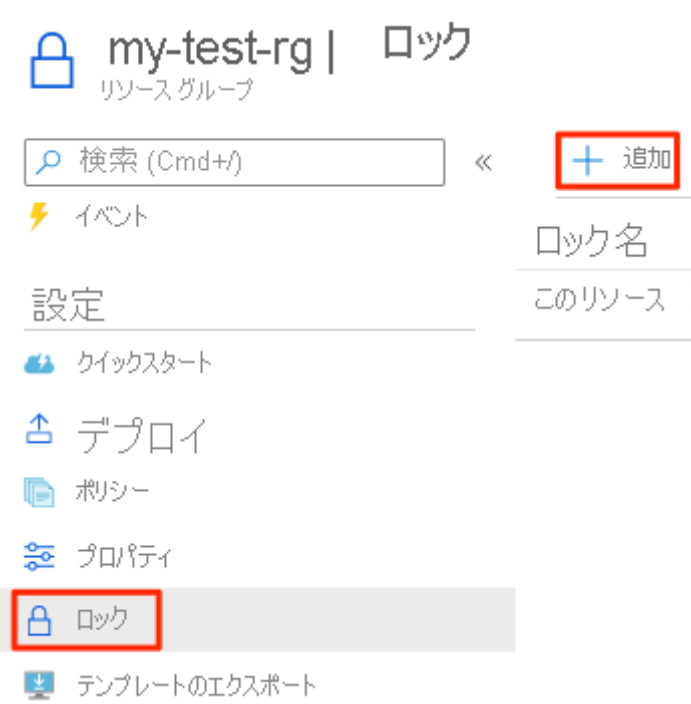 my-test-rg | ロック
リソース グループ
検索 (Cmd+/)
«
追加
イベント
ロック名
設定
このリソース
クイックスタート
デプロイ
ポリシー
プロパティ
ロック
テンプレートのエクスポート